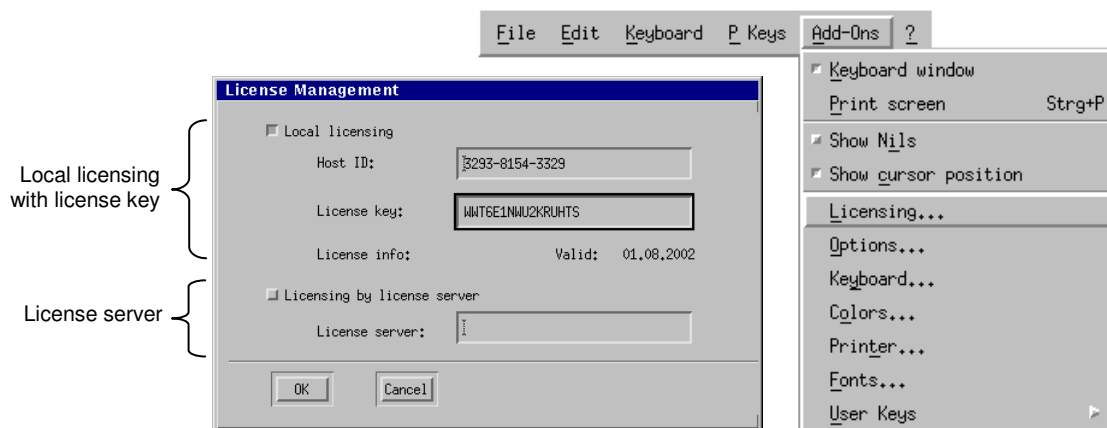 File Edit Keyboard P Keys Add-Ons ?
Keyboard window
Print screen Strg+P
Show Nils
Show cursor position
Licensing...
Options...
Keyboard...
Colors...
Printer...
Fonts...
User Keys
License Management
Local licensing
Host ID: 3293-8154-3329
License key: WWT6E1NWU2KRUHTS
License info: Valid: 01.08.2002
Licensing by license server
License server:
OK Cancel
Local licensing
with license key
License server